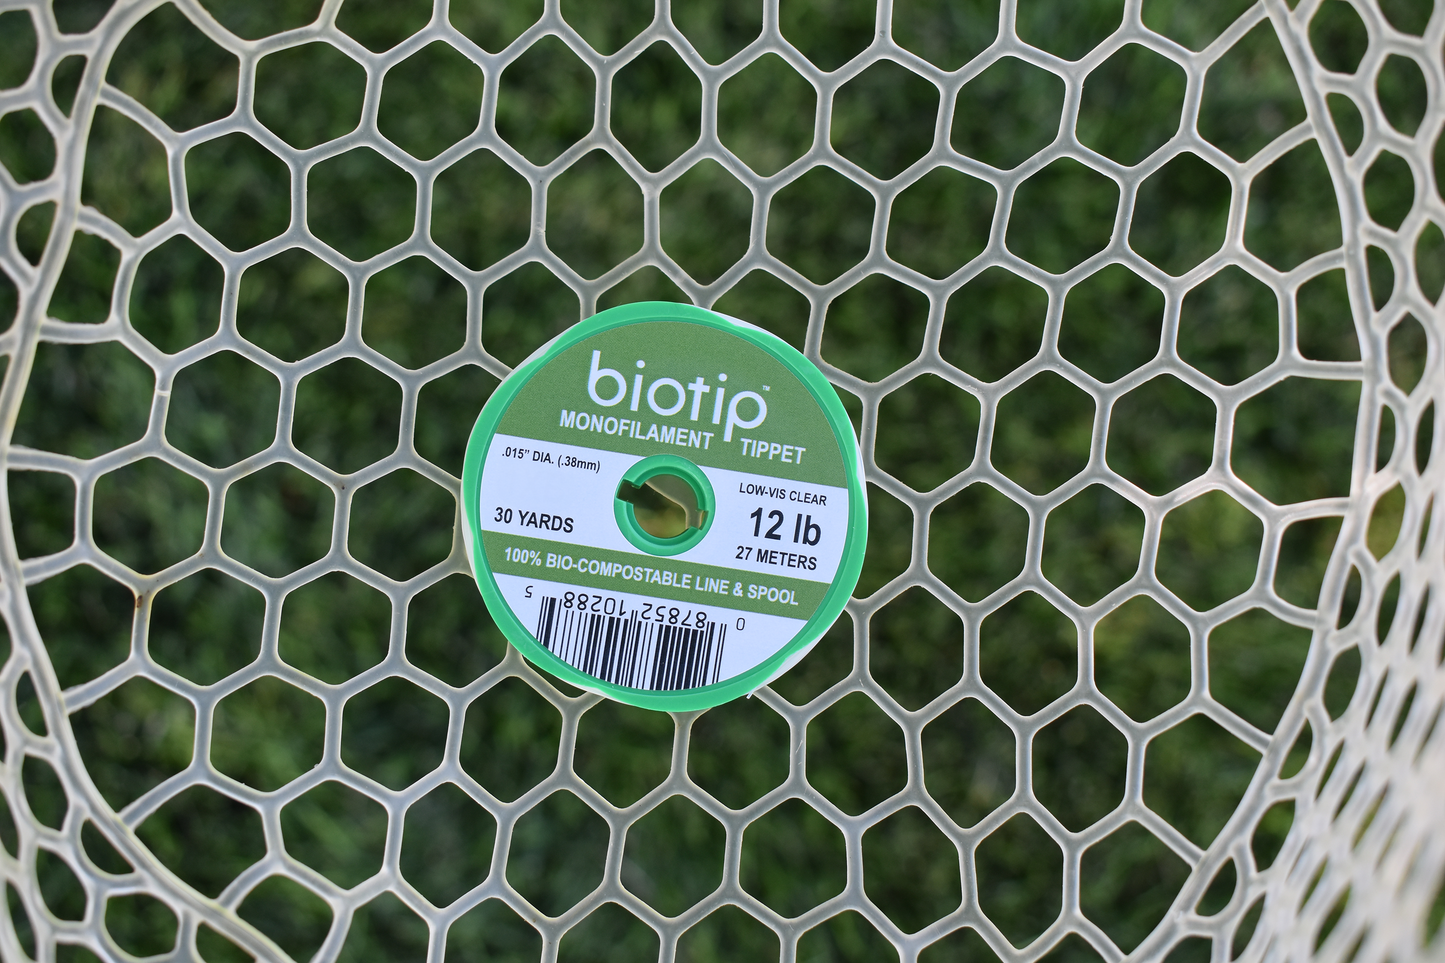 biotip™
MONOFILAMENT TIPPET
.015” DIA. (.38mm)
LOW-VIS CLEAR
30 YARDS
12 lb
27 METERS
100% BIO-COMPOSTABLE LINE & SPOOL
0 87852 10288 5